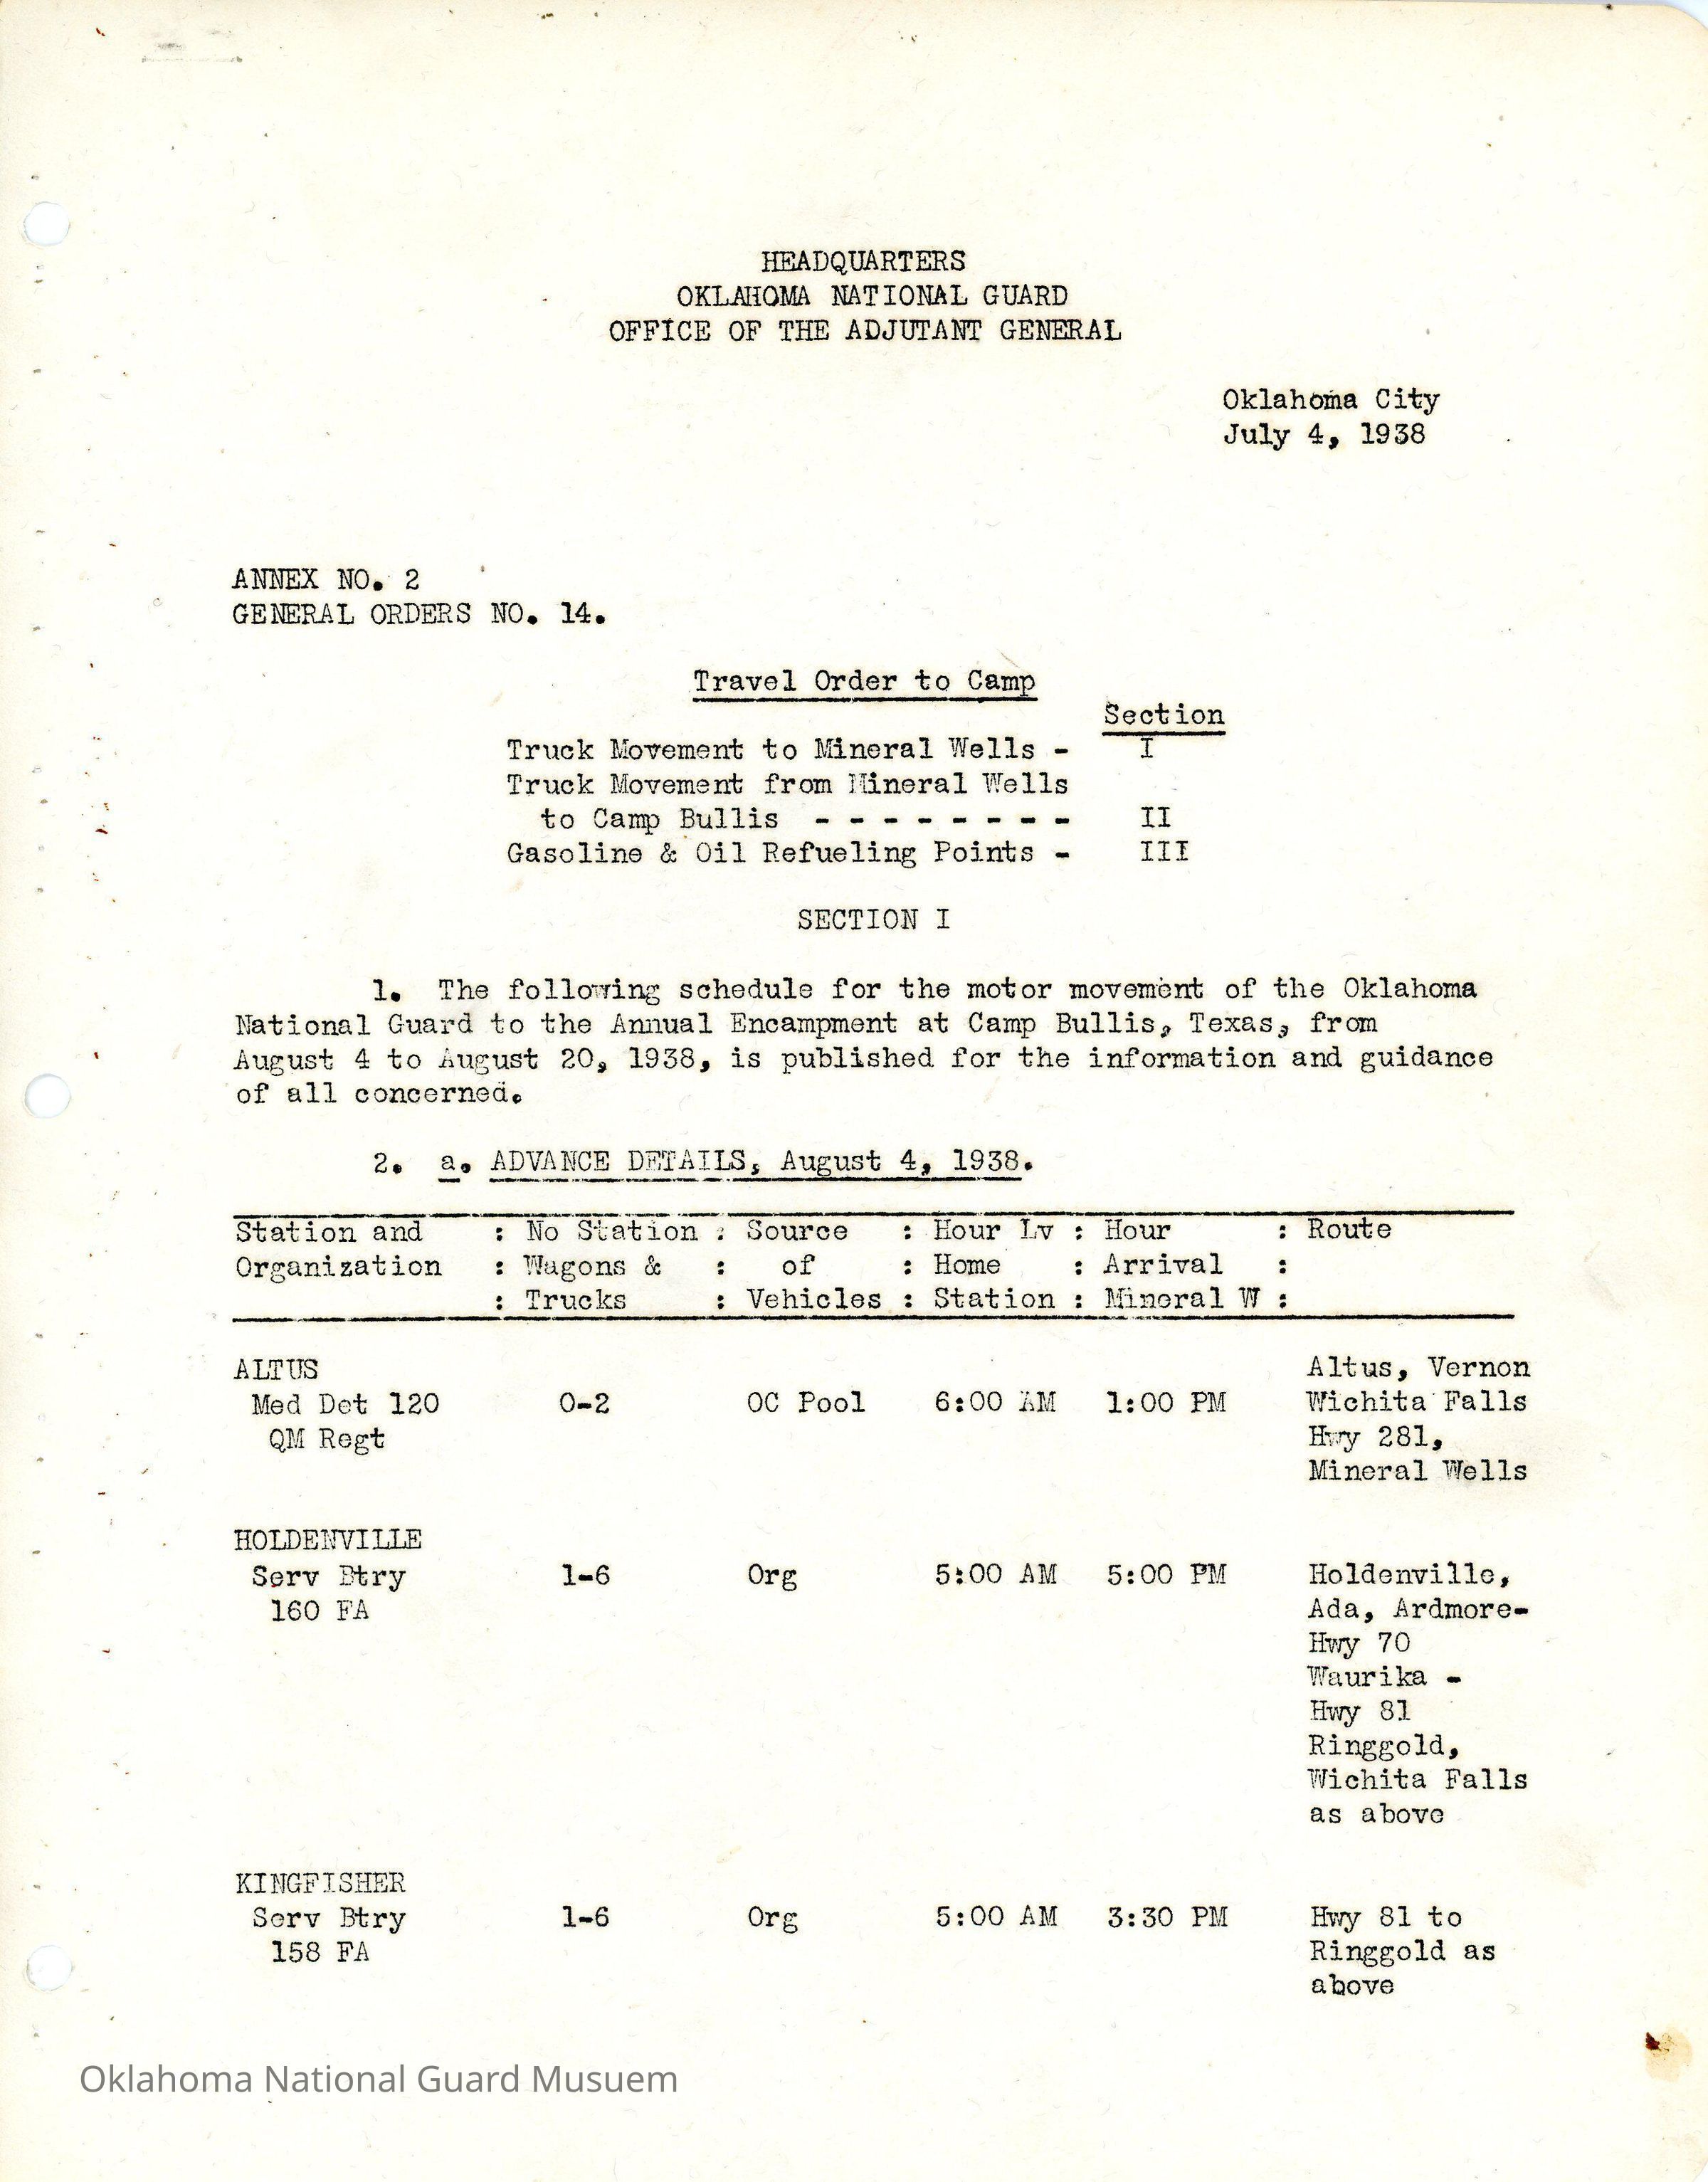 HEADQUARTERS
OKLAHOMA NATIONAL GUARD
OFFICE OF THE ADJUTANT GENERAL
Oklahoma City
July 4, 1938
ANNEX NO. 2
GENERAL ORDERS NO. 14.
Travel Order to Camp
Section
Truck Movement to Mineral Wells - I
Truck Movement from Mineral Wells
to Camp Bullis - - - - - - - - II
Gasoline & Oil Refueling Points - III
SECTION I
1. The following schedule for the motor movement of the Oklahoma
National Guard to the Annual Encampment at Camp Bullis, Texas, from
August 4 to August 20, 1938, is published for the information and guidance
of all concerned.
2. a. ADVANCE DETAILS, August 4, 1938.
Station and : No Station : Source : Hour Lv : Hour : Route
Organization : Wagons & : of : Home : Arrival :
: Trucks : Vehicles : Station : Mineral W :
ALTUS Altus, Vernon
Med Det 120 0-2 OC Pool 6:00 AM 1:00 PM Wichita Falls
QM Regt Hwy 281,
Mineral Wells
HOLDENVILLE
Serv Btry 1-6 Org 5:00 AM 5:00 PM Holdenville,
160 FA Ada, Ardmore-
Hwy 70
Waurika -
Hwy 81
Ringgold,
Wichita Falls
as above
KINGFISHER
Serv Btry 1-6 Org 5:00 AM 3:30 PM Hwy 81 to
158 FA Ringgold as
above
Oklahoma National Guard Musuem